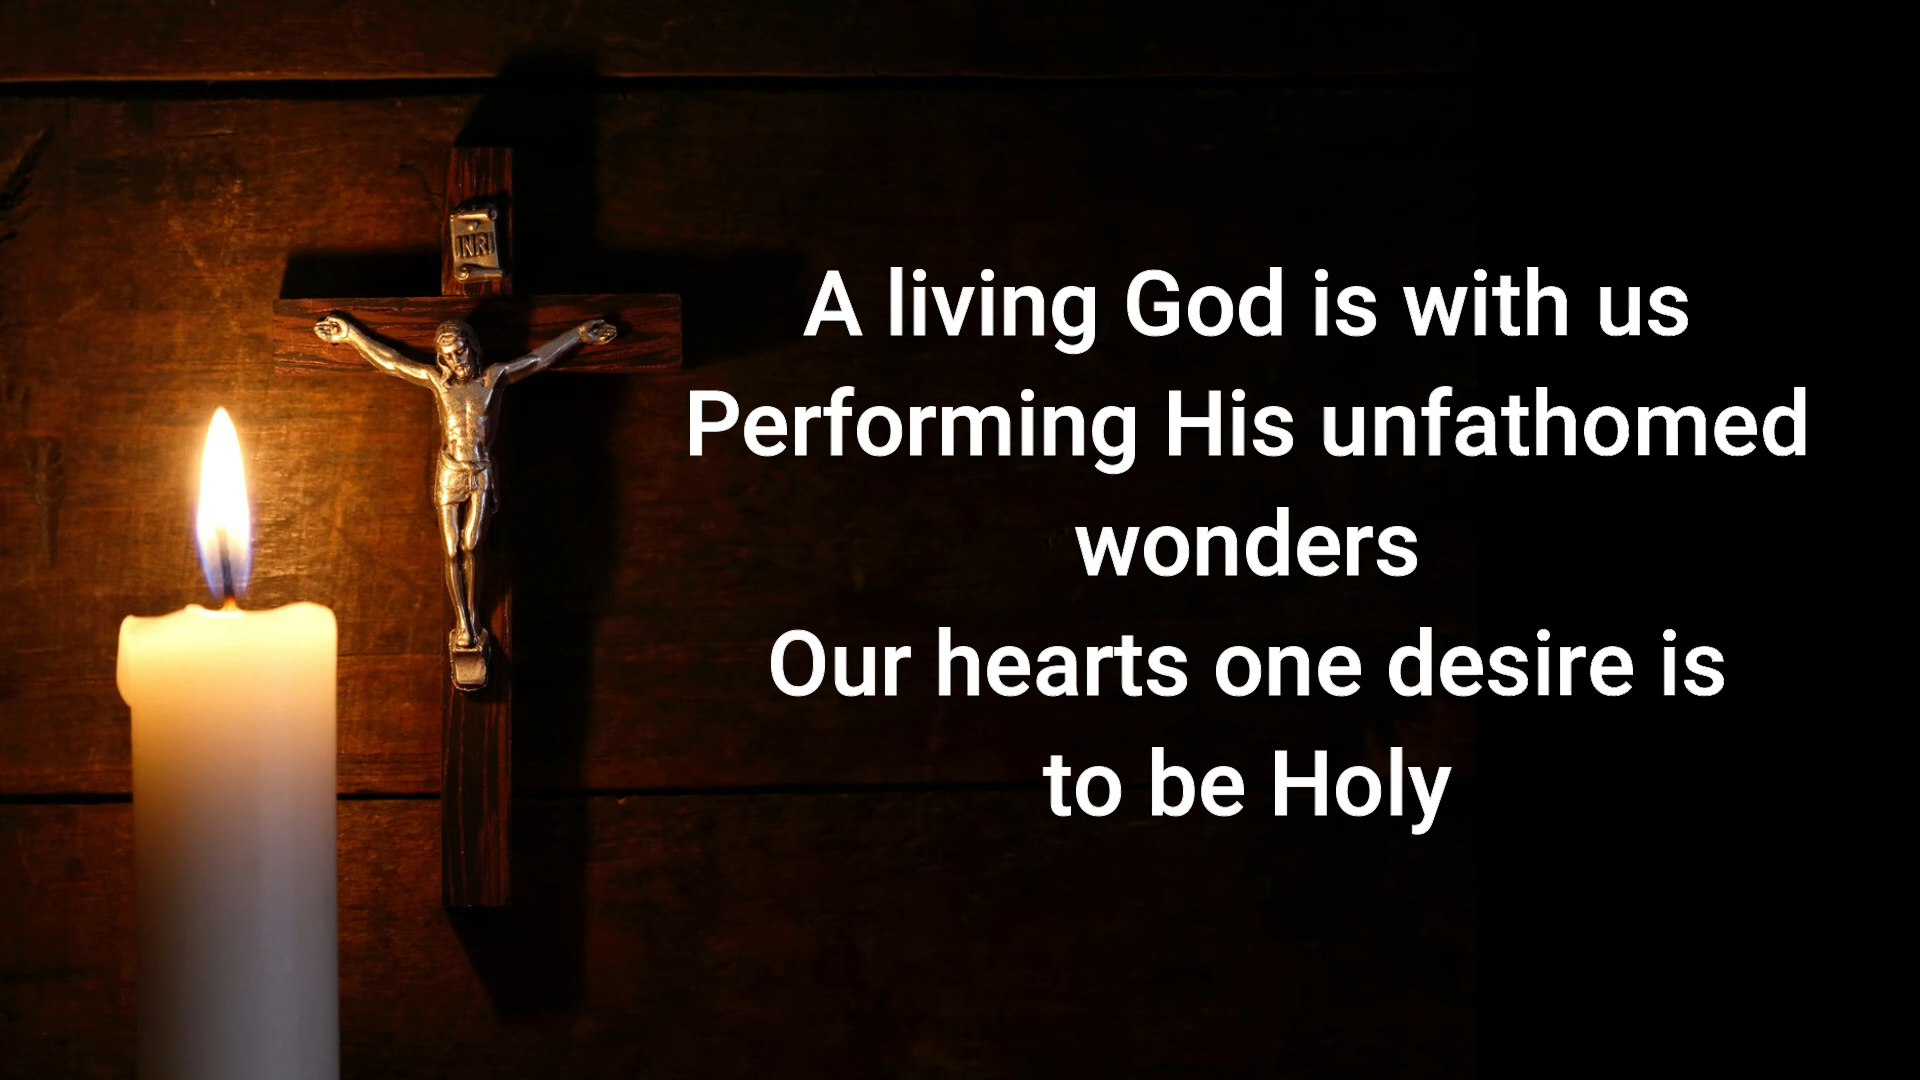 INRI
A living God is with us
Performing His unfathomed
wonders
Our hearts one desire is
to be Holy